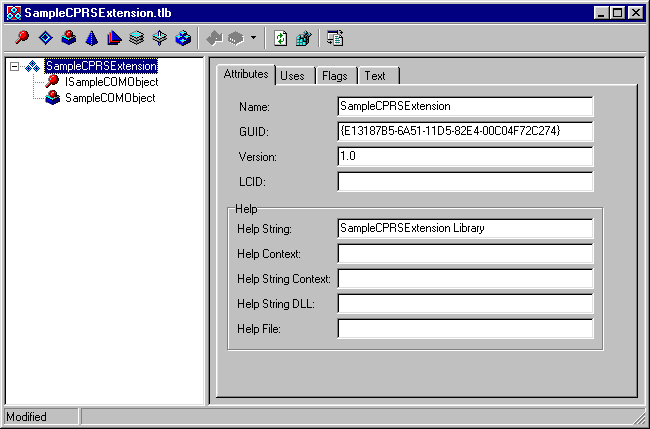 SampleCPRSExtension.tlb
SampleCPRSExtension
ISampleCOMObject
SampleCOMObject
Attributes Uses Flags Text
Name: SampleCPRSExtension
GUID: {E13187B5-6A51-11D5-82E4-00C04F72C274}
Version: 1.0
LCID:
Help
Help String: SampleCPRSExtension Library
Help Context:
Help String Context:
Help String DLL:
Help File:
Modified